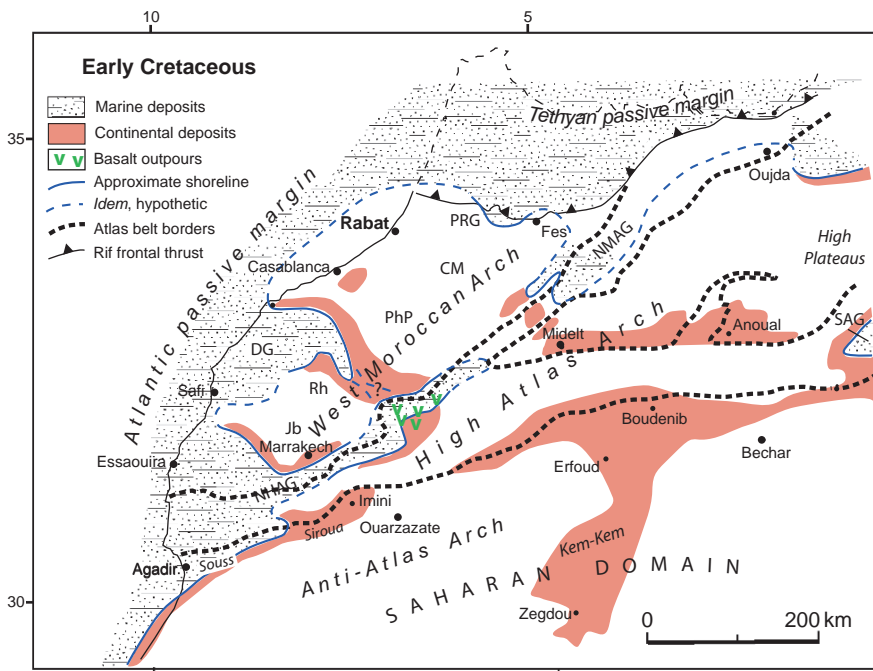 10
5
35
30
Early Cretaceous
Marine deposits
Continental deposits
Basalt outpours
Approximate shoreline
Idem, hypothetic
Atlas belt borders
Rif frontal thrust
Tethyan passive margin
Oujda
Atlantic passive margin
Rabat
PRG
Fes
NMAG
High
Plateaus
Casablanca
CM
West Moroccan Arch
PhP
Midelt
Anoual
SAG
DG
Safi
Rh
?
High Atlas Arch
Jb
Marrakech
Boudenib
Bechar
Essaouira
NHAG
Erfoud
Imini
Siroua
Ouarzazate
Kem-Kem
Agadir
Souss
Anti-Atlas Arch
SAHARAN DOMAIN
Zegdou
0
200 km